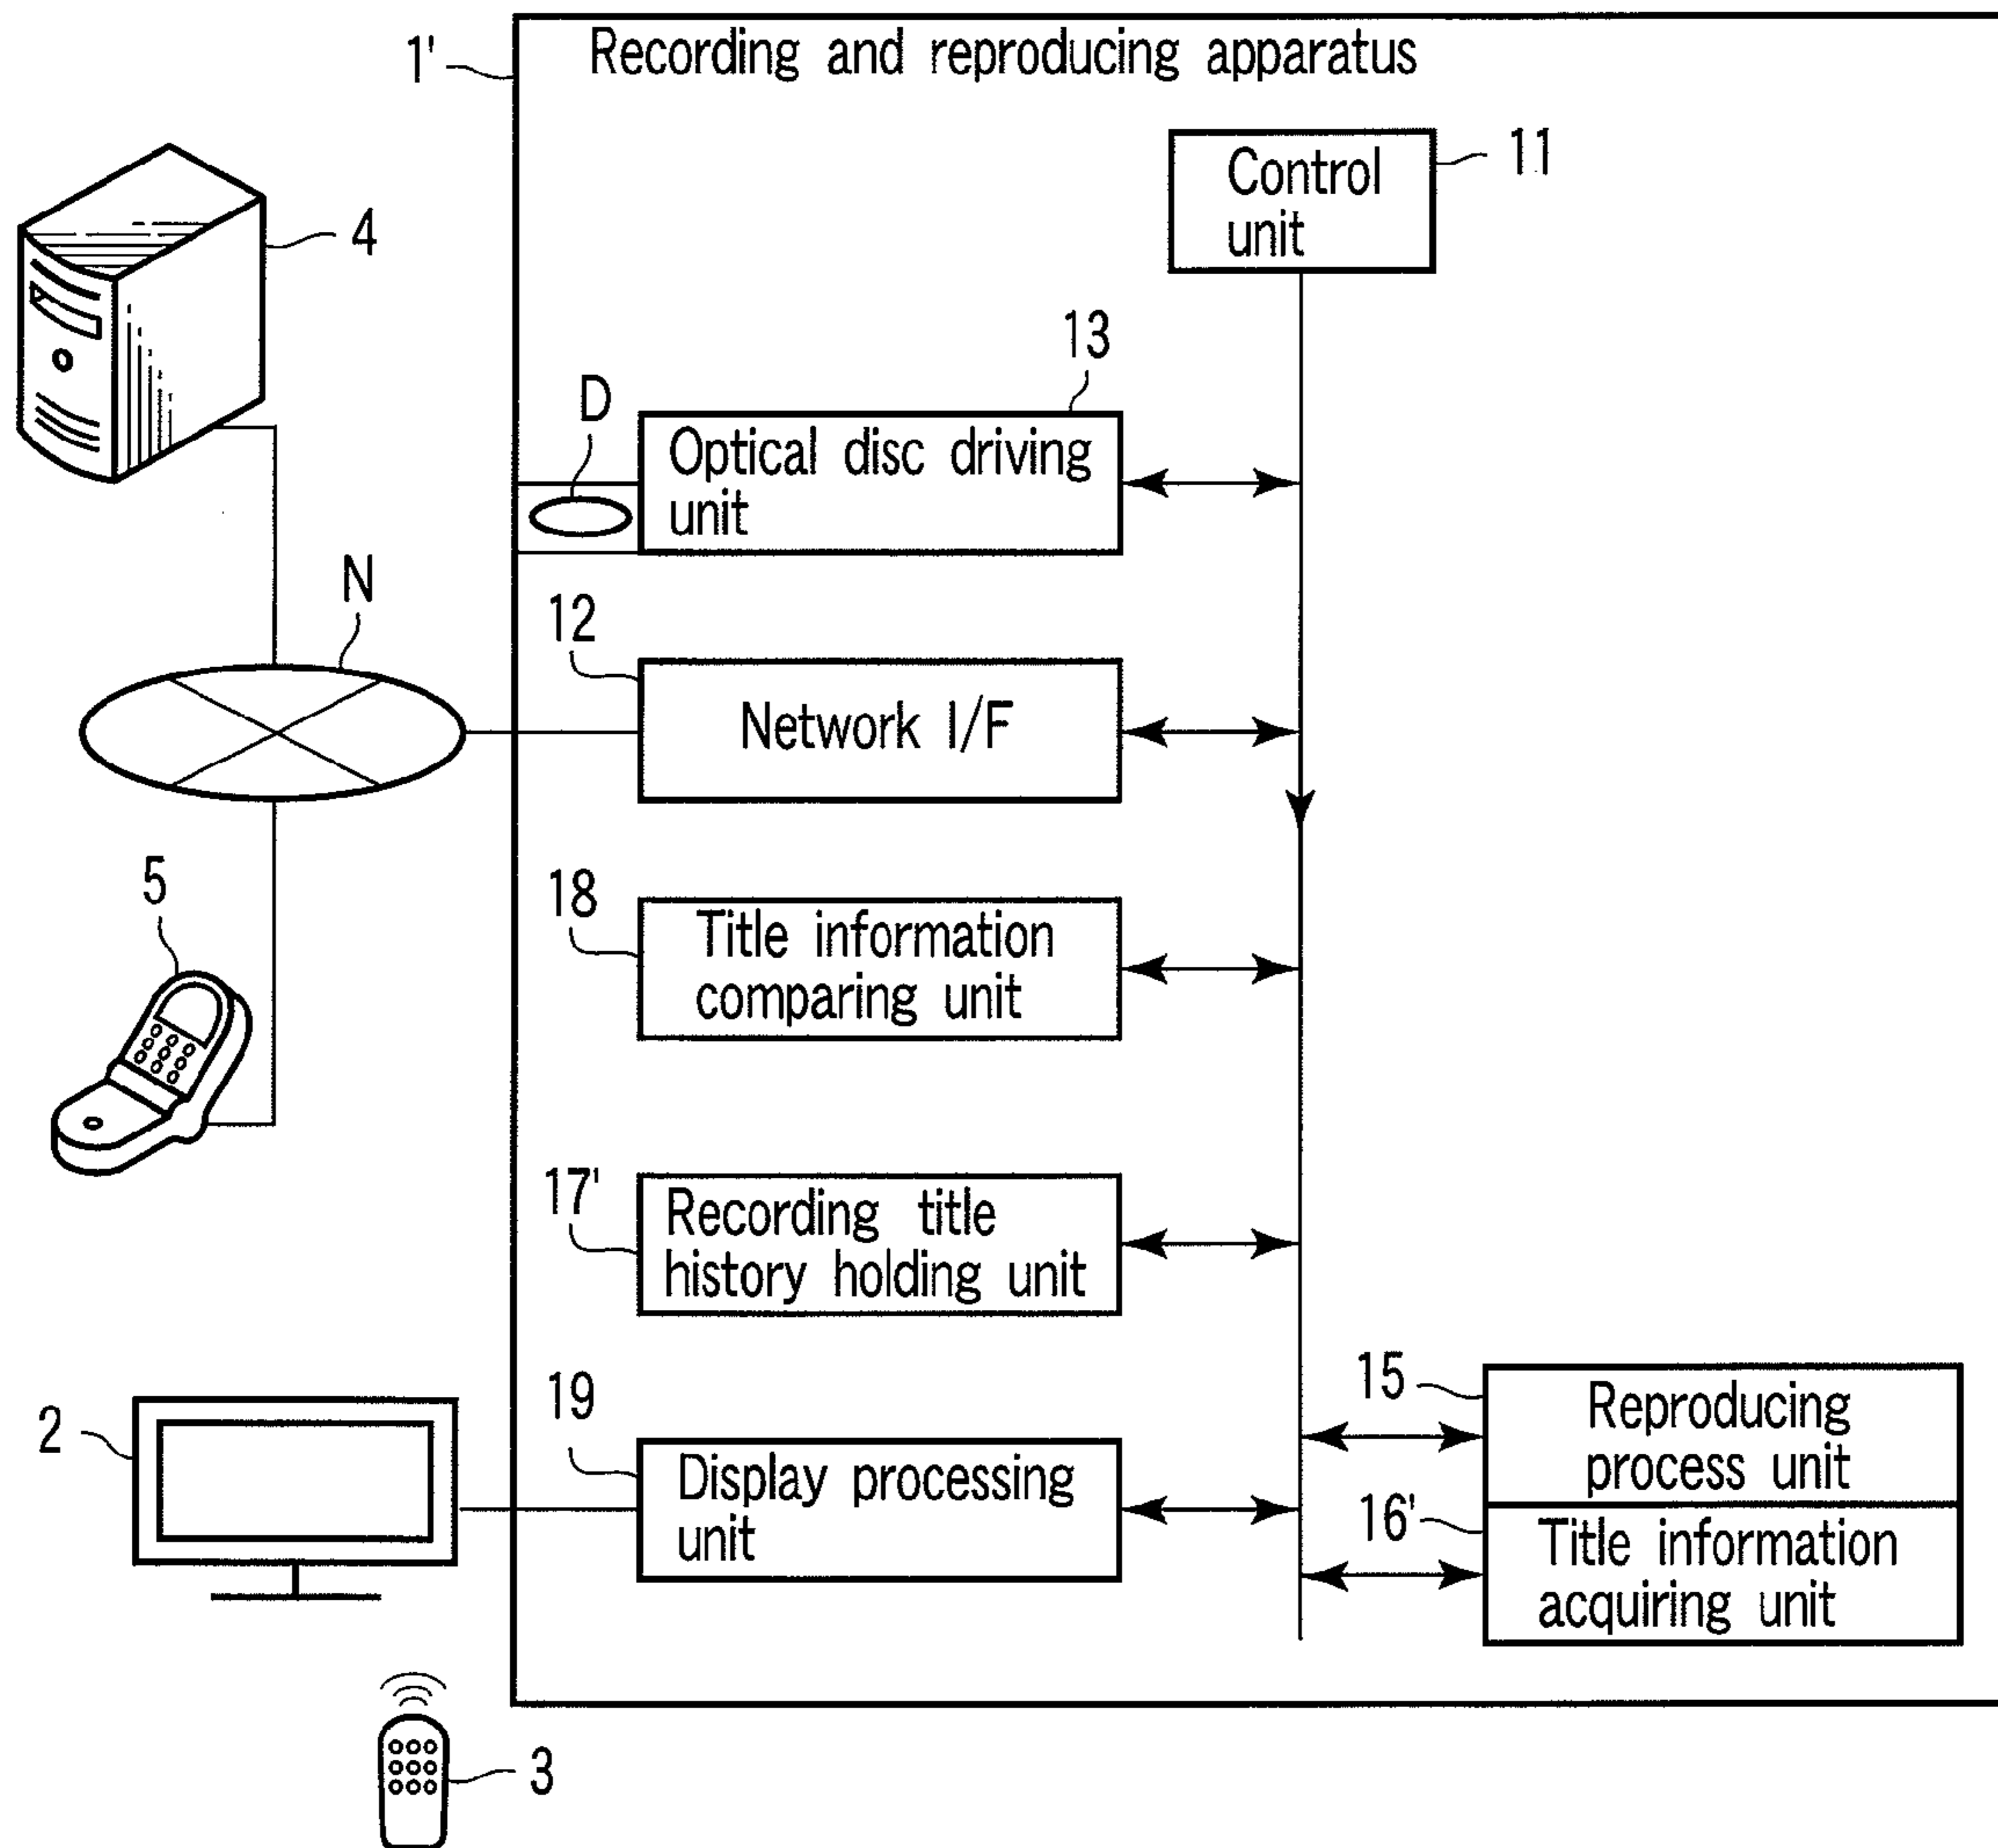 1'
Recording and reproducing apparatus
Control
unit
11
4
13
D
Optical disc driving
unit
N
12
Network I/F
5
18
Title information
comparing unit
17'
Recording title
history holding unit
15
Reproducing
process unit
2
19
Display processing
unit
16'
Title information
acquiring unit
3